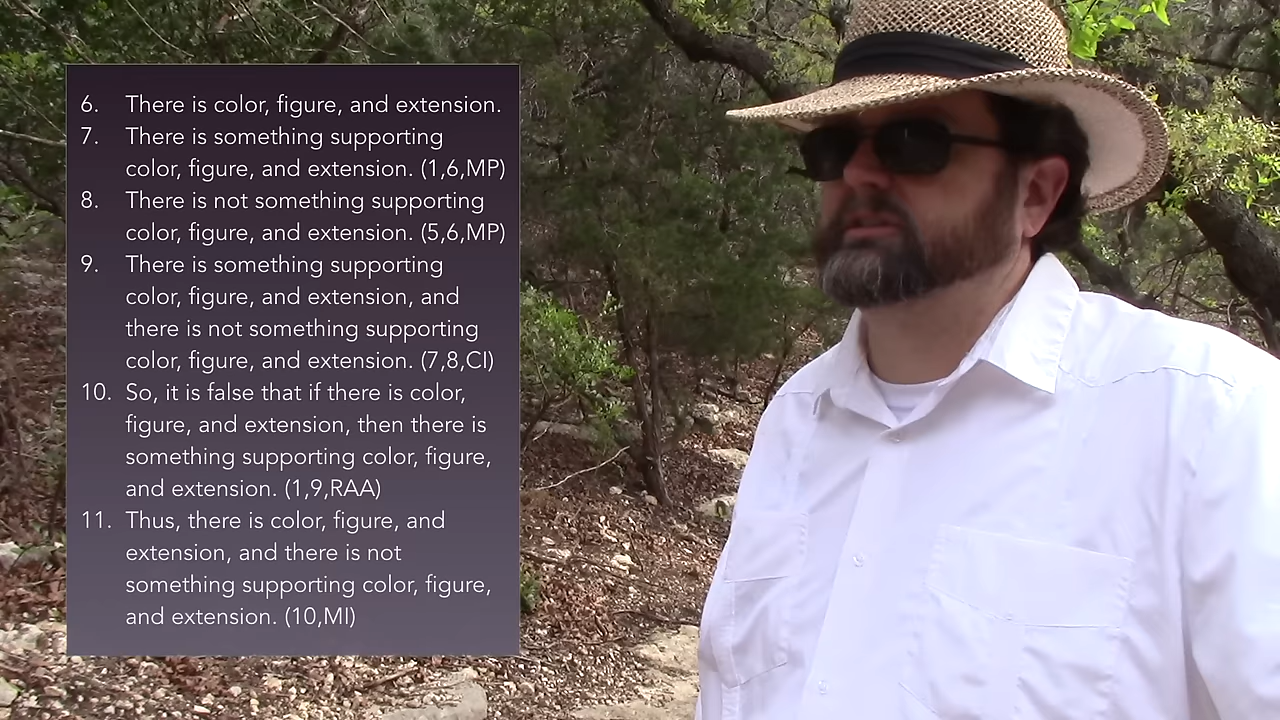 6. There is color, figure, and extension.
7. There is something supporting
color, figure, and extension. (1,6,MP)
8. There is not something supporting
color, figure, and extension. (5,6,MP)
9. There is something supporting
color, figure, and extension, and
there is not something supporting
color, figure, and extension. (7,8,CI)
10. So, it is false that if there is color,
figure, and extension, then there is
something supporting color, figure,
and extension. (1,9,RAA)
11. Thus, there is color, figure, and
extension, and there is not
something supporting color, figure,
and extension. (10,MI)